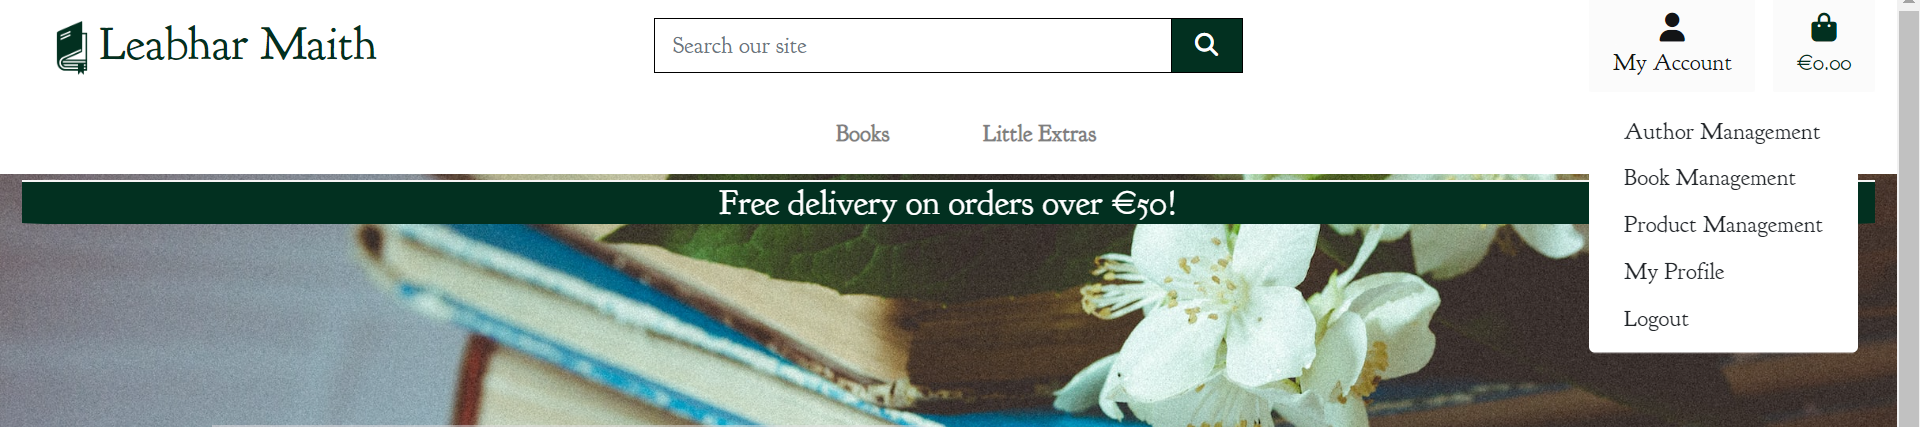 Leabhar Maith
Search our site
My Account
€0.00
Books
Little Extras
Author Management
Book Management
Product Management
My Profile
Logout
Free delivery on orders over €50!